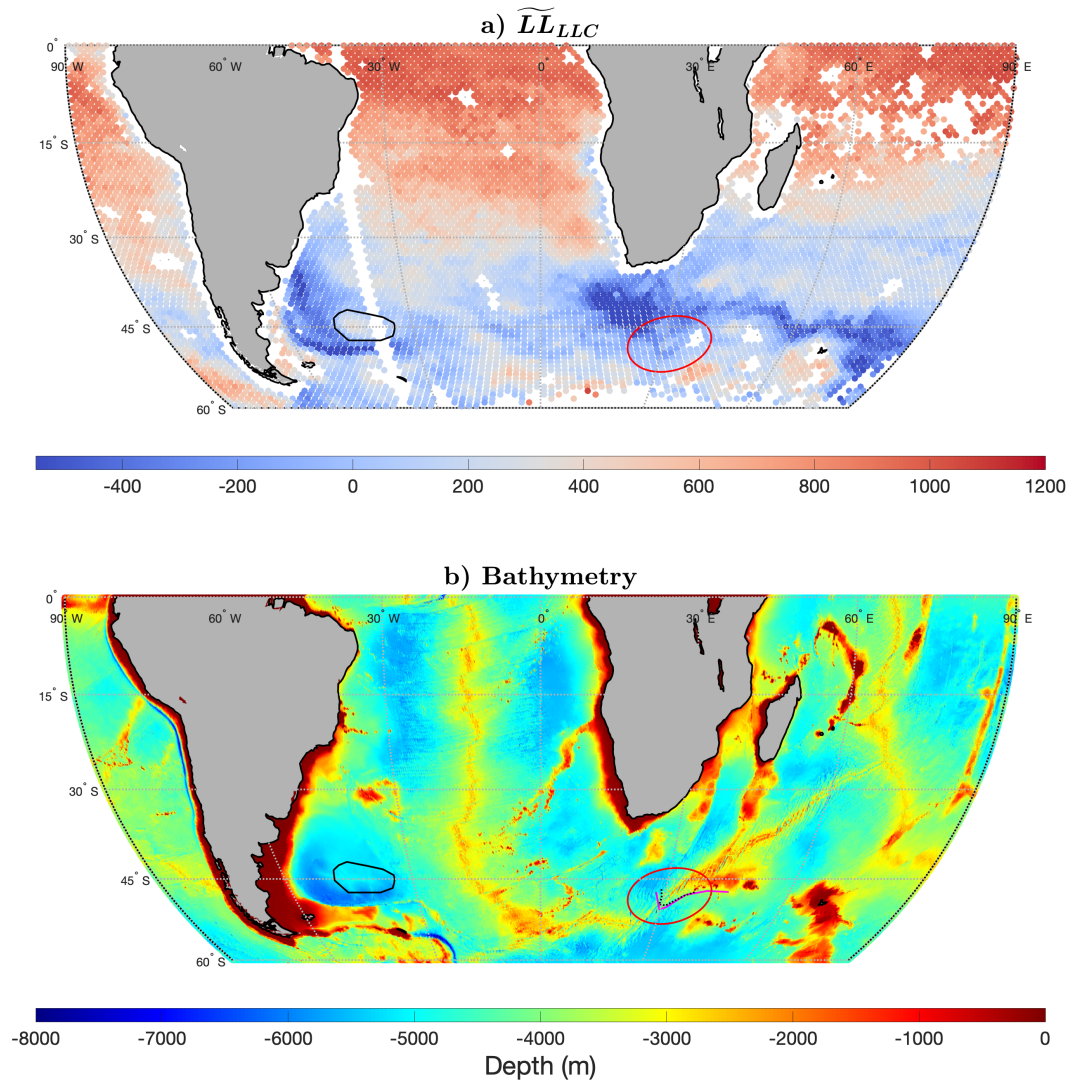 a) L͠L LLC
0°
90° W
60° W
30° W
0°
30° E
60° E
90° E
15° S
30° S
45° S
60° S
-400 -200 0 200 400 600 800 1000 1200
b) Bathymetry
0°
90° W
60° W
30° W
0°
30° E
60° E
90° E
15° S
30° S
45° S
60° S
-8000 -7000 -6000 -5000 -4000 -3000 -2000 -1000 0
Depth (m)